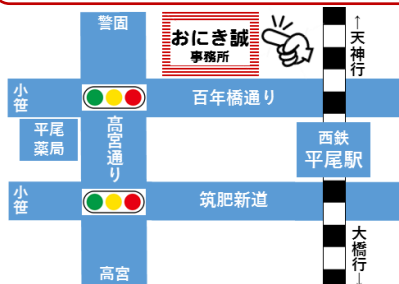 警固
おにき誠
事務所
↑天神行
小笹
百年橋通り
平尾
薬局
高宮通り
西鉄
平尾駅
小笹
筑肥新道
大橋行↓
高宮